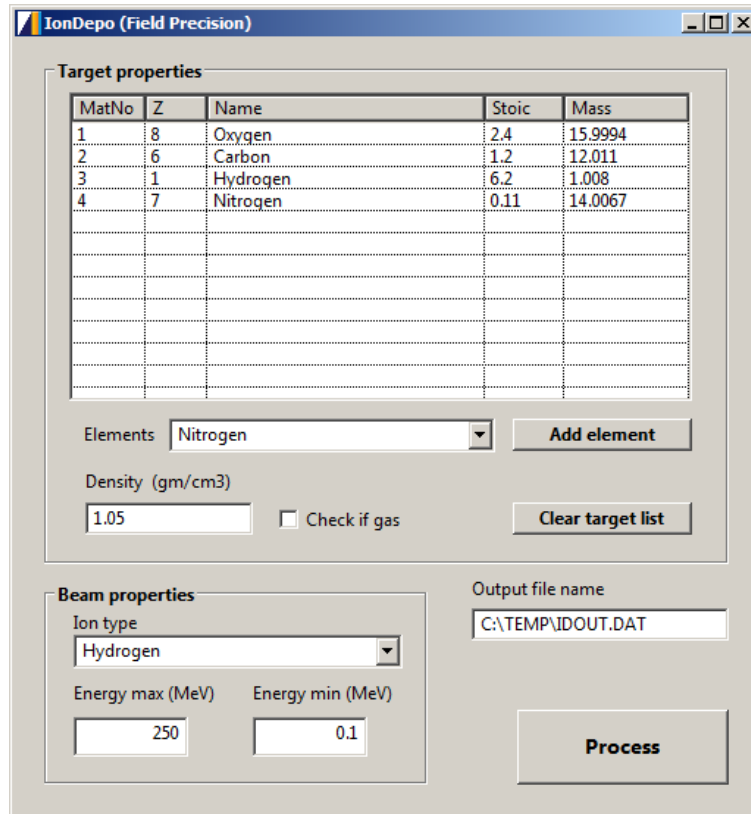 IonDepo (Field Precision)
Target properties
MatNo Z Name Stoic Mass
1 8 Oxygen 2.4 15.9994
2 6 Carbon 1.2 12.011
3 1 Hydrogen 6.2 1.008
4 7 Nitrogen 0.11 14.0067
Elements Nitrogen Add element
Density (gm/cm3)
1.05 Check if gas Clear target list
Beam properties
Ion type
Hydrogen
Energy max (MeV) Energy min (MeV)
250 0.1
Output file name
C:\TEMP\IDOUT.DAT
Process